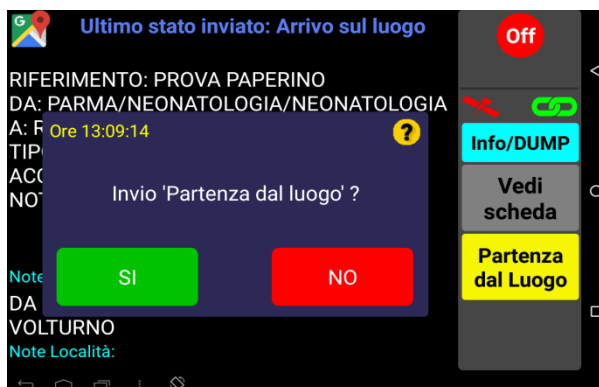 Ultimo stato inviato: Arrivo sul luogo
Off
RIFERIMENTO: PROVA PAPERINO
DA: PARMA/NEONATOLOGIA/NEONATOLOGIA
A:
Ore 13:09:14
?
Info/DUMP
Invio 'Partenza dal luogo' ?
Vedi
scheda
SI
NO
Partenza
dal Luogo
Note
DA
VOLTURNO
Note Località: